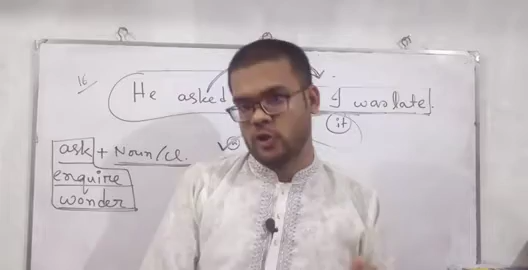 16
He asked I was late.
it
ask + Noun/cl.
enquire
wonder